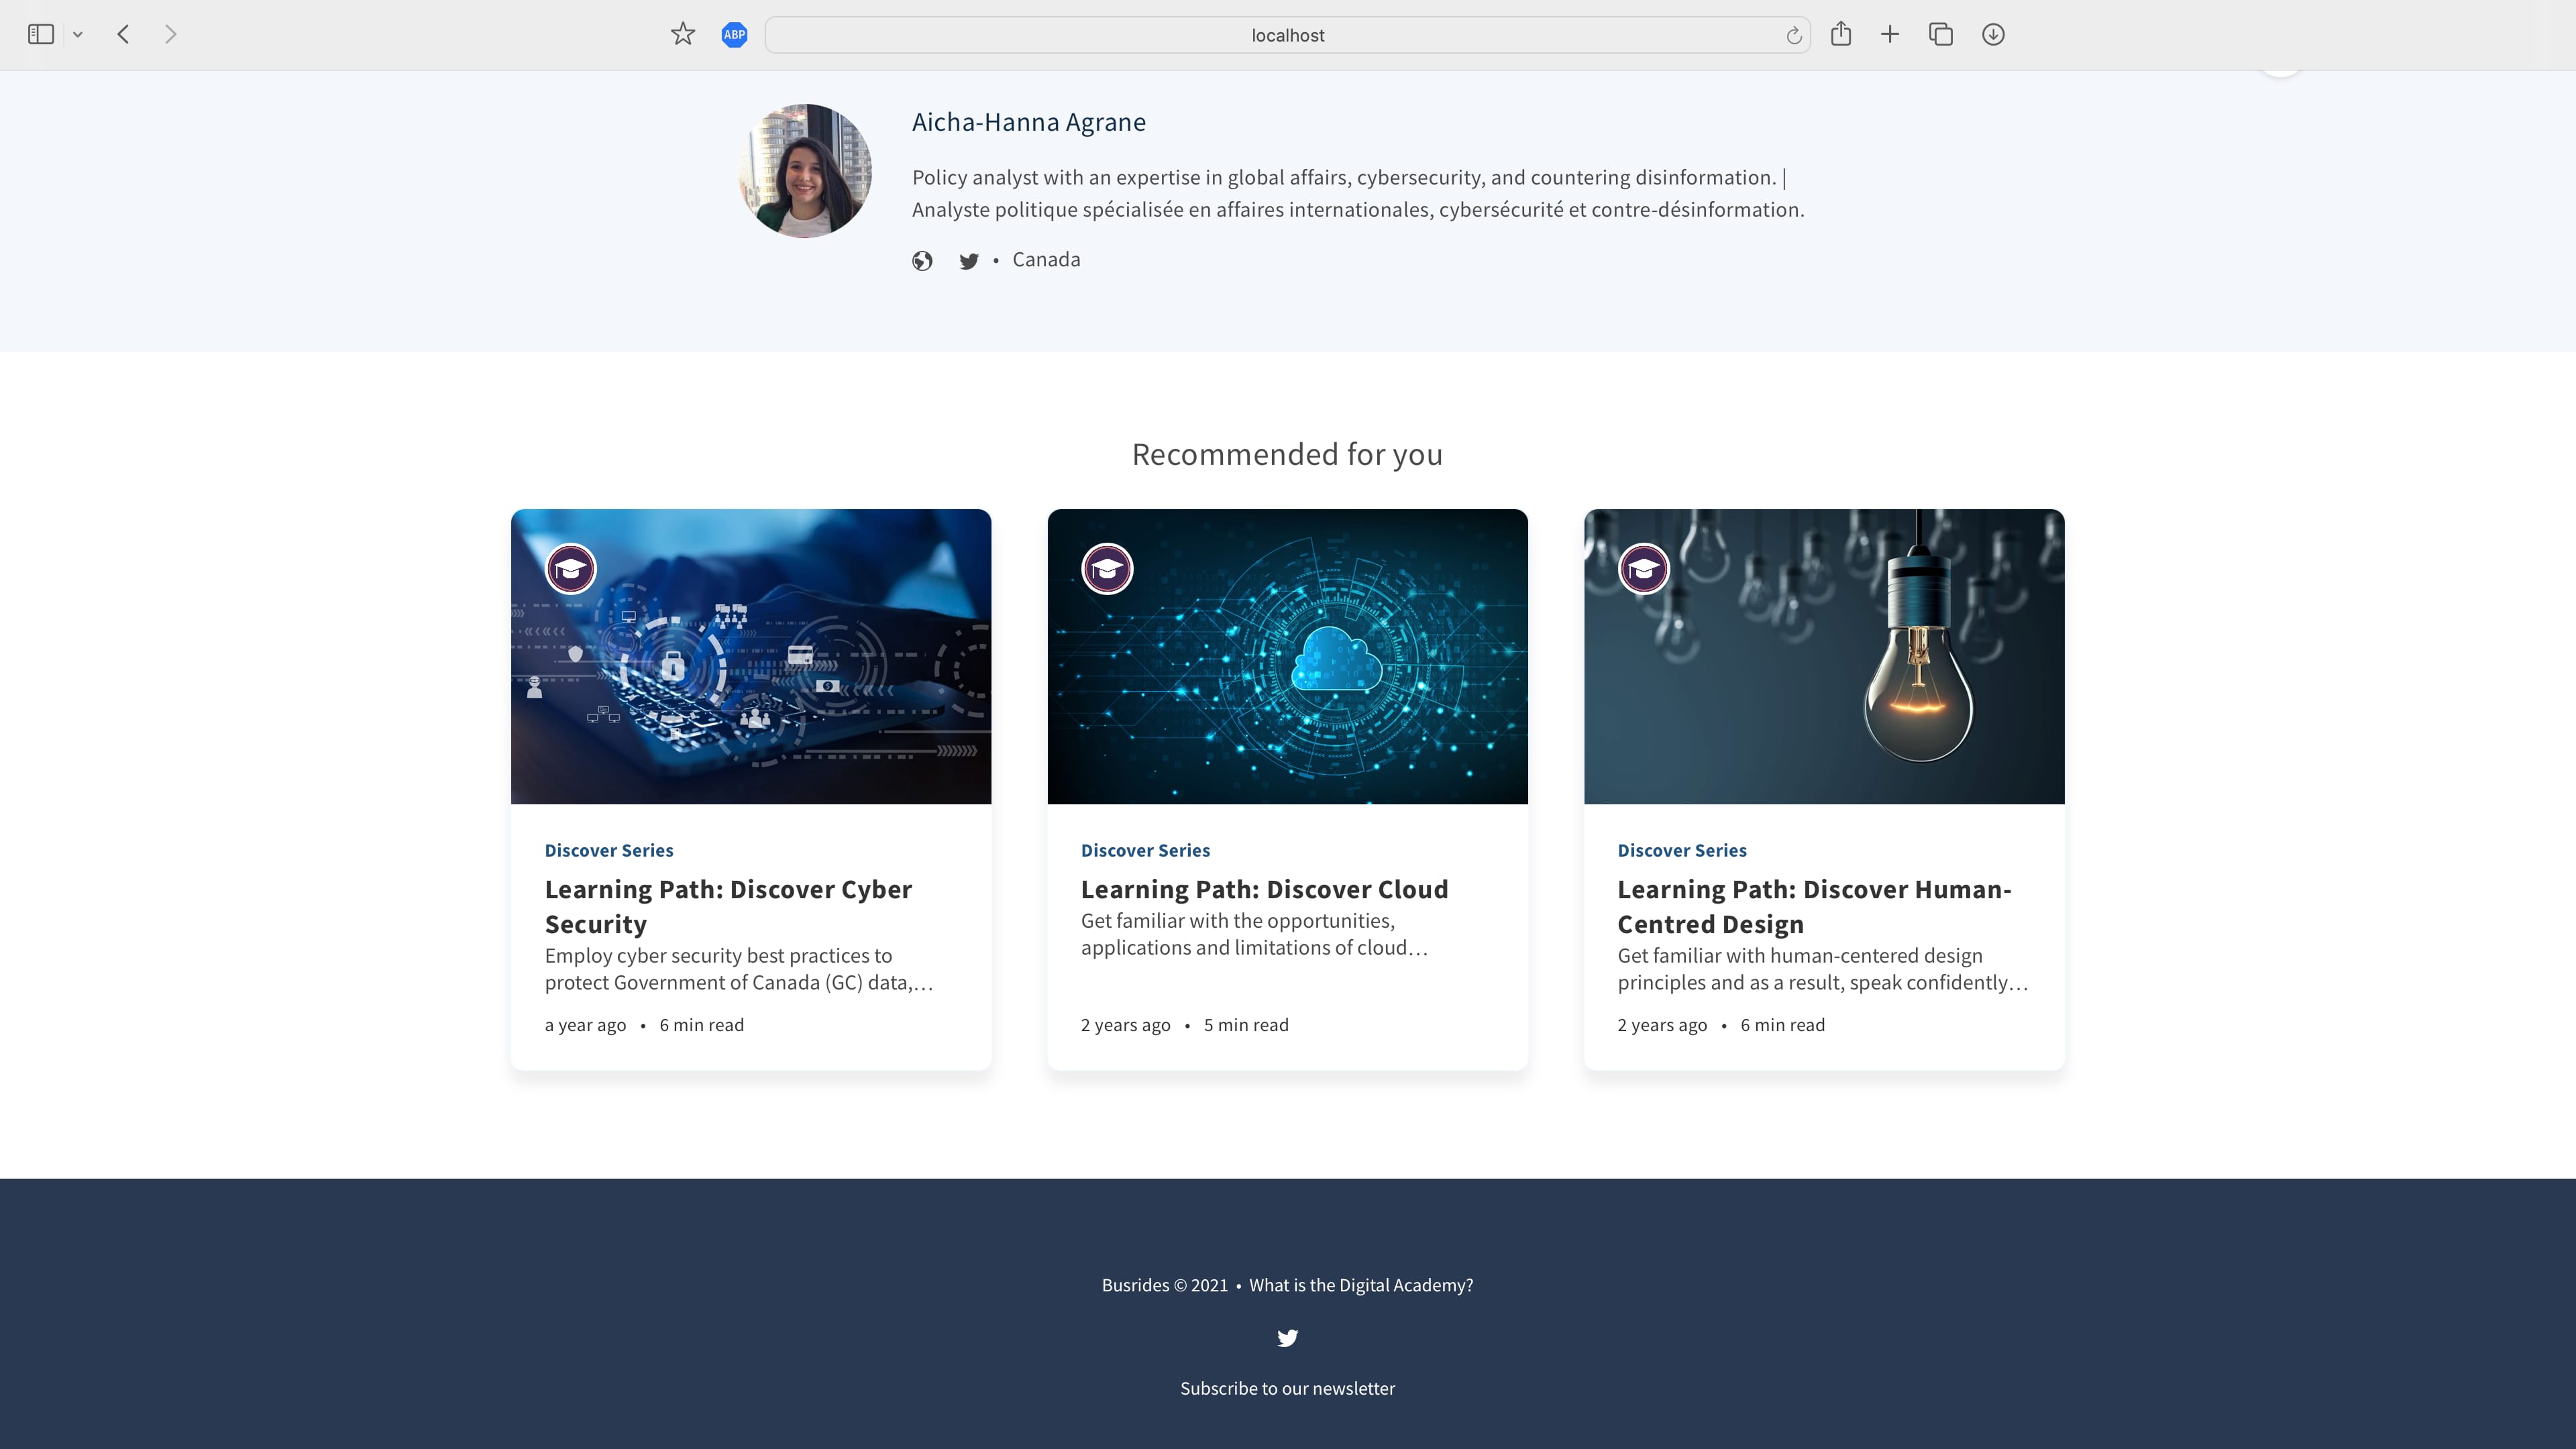 ABP
localhost
Aicha-Hanna Agrane
Policy analyst with an expertise in global affairs, cybersecurity, and countering disinformation. |
Analyste politique spécialisée en affaires internationales, cybersécurité et contre-désinformation.
• Canada
Recommended for you
Discover Series
Learning Path: Discover Cyber
Security
Employ cyber security best practices to
protect Government of Canada (GC) data,...
a year ago • 6 min read
Discover Series
Learning Path: Discover Cloud
Get familiar with the opportunities,
applications and limitations of cloud...
2 years ago • 5 min read
Discover Series
Learning Path: Discover Human-
Centred Design
Get familiar with human-centered design
principles and as a result, speak confidently...
2 years ago • 6 min read
Busrides © 2021 • What is the Digital Academy?
Subscribe to our newsletter